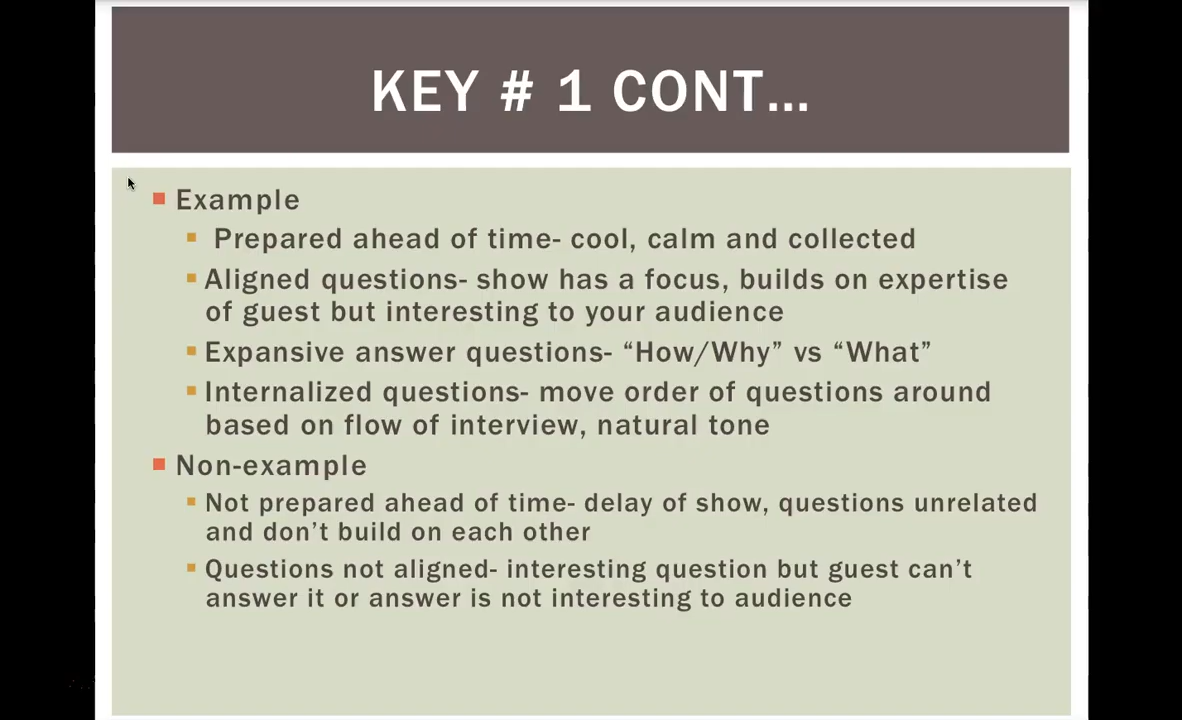 KEY # 1 CONT...
Example
Prepared ahead of time- cool, calm and collected
Aligned questions- show has a focus, builds on expertise
of guest but interesting to your audience
Expansive answer questions- “How/Why” vs “What”
Internalized questions- move order of questions around
based on flow of interview, natural tone
Non-example
Not prepared ahead of time- delay of show, questions unrelated
and don’t build on each other
Questions not aligned- interesting question but guest can’t
answer it or answer is not interesting to audience